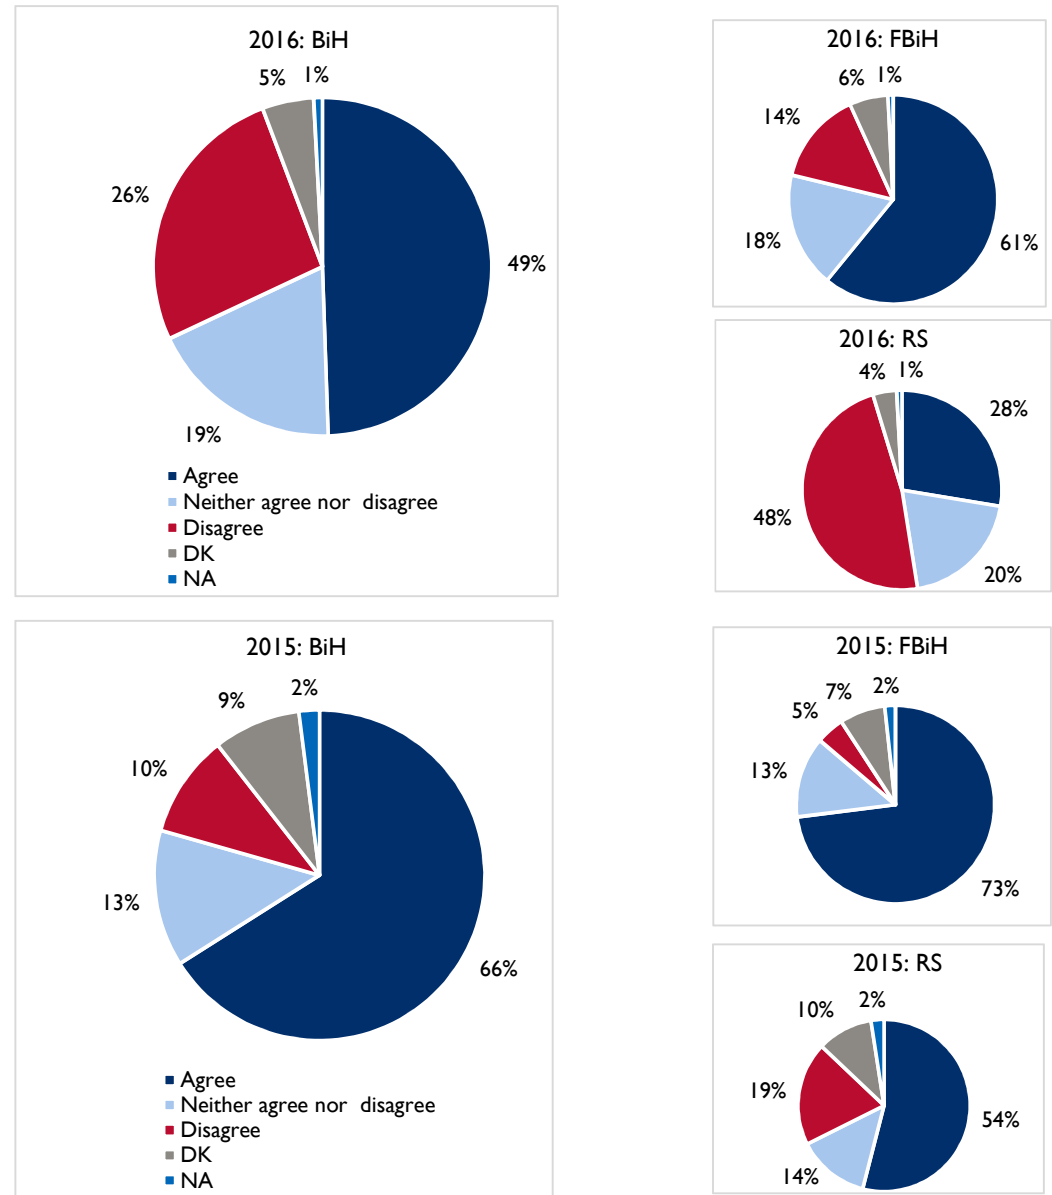 2016: BiH
5% 1%
26%
49%
19%
Agree
Neither agree nor disagree
Disagree
DK
NA
2016: FBiH
6% 1%
14%
18%
61%
2016: RS
4% 1%
28%
48%
20%
2015: BiH
2%
9%
10%
13%
66%
Agree
Neither agree nor disagree
Disagree
DK
NA
2015: FBiH
7% 2%
5%
13%
73%
2015: RS
2%
10%
19%
54%
14%